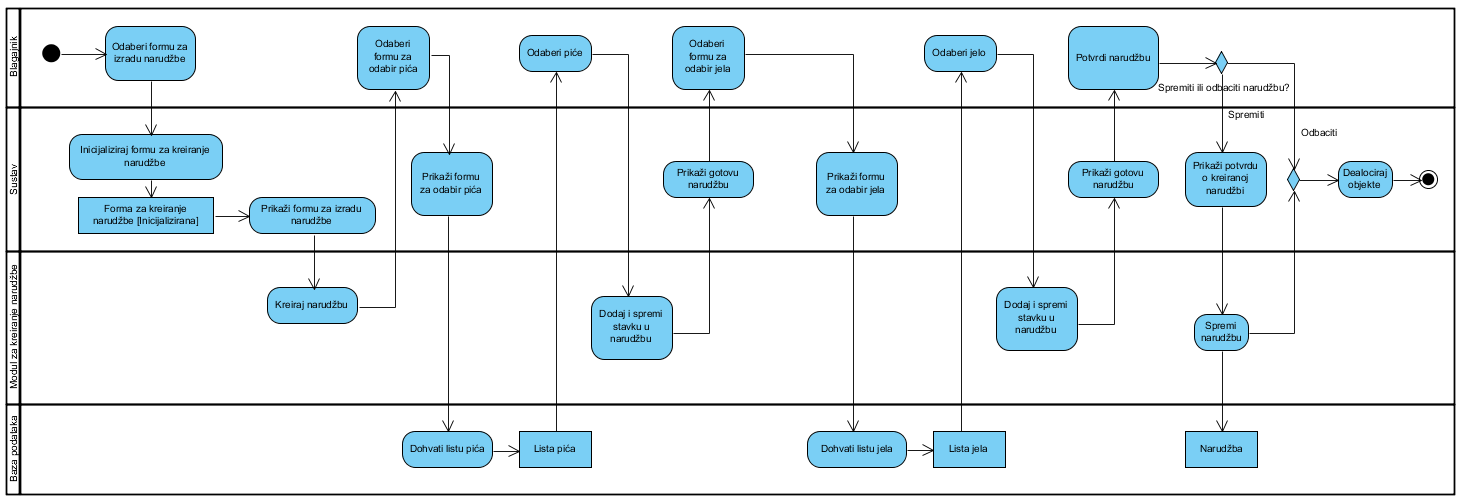 Blagajnik
Odaberi formu za
izradu narudžbe
Odaberi
formu za
odabir pića
Odaberi piće
Odaberi
formu za
odabir jela
Odaberi jelo
Potvrdi narudžbu
Spremiti ili odbaciti narudžbu?
Spremiti
Odbaciti
Sustav
Inicijaliziraj formu za kreiranje
narudžbe
Forma za kreiranje
narudžbe [Inicijalizirana]
Prikaži formu za izradu
narudžbe
Prikaži formu
za odabir pića
Prikaži gotovu
narudžbu
Prikaži formu
za odabir jela
Prikaži gotovu
narudžbu
Prikaži potvrdu
o kreiranoj
narudžbi
Dealociraj
objekte
Modul za kreiranje narudžbe
Kreiraj narudžbu
Dodaj i spremi
stavku u
narudžbu
Dodaj i spremi
stavku u
narudžbu
Spremi
narudžbu
Baza podataka
Dohvati listu pića
Lista pića
Dohvati listu jela
Lista jela
Narudžba